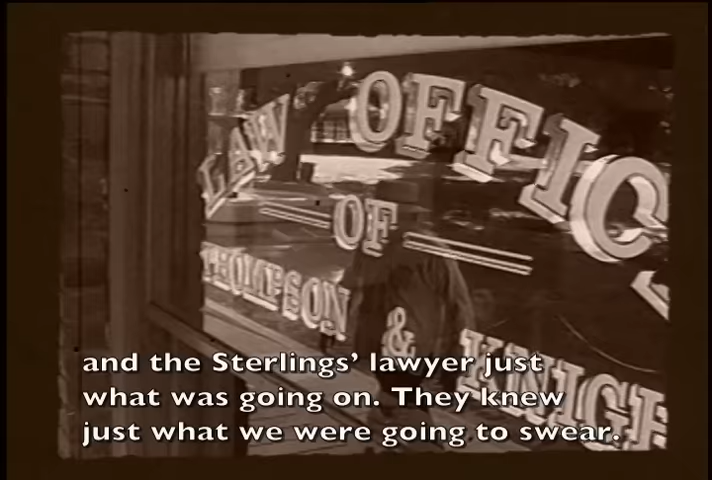 LAW OFFIC
OF
THOMPSON
& KNIGH
and the Sterlings’ lawyer just
what was going on. They knew
just what we were going to swear.